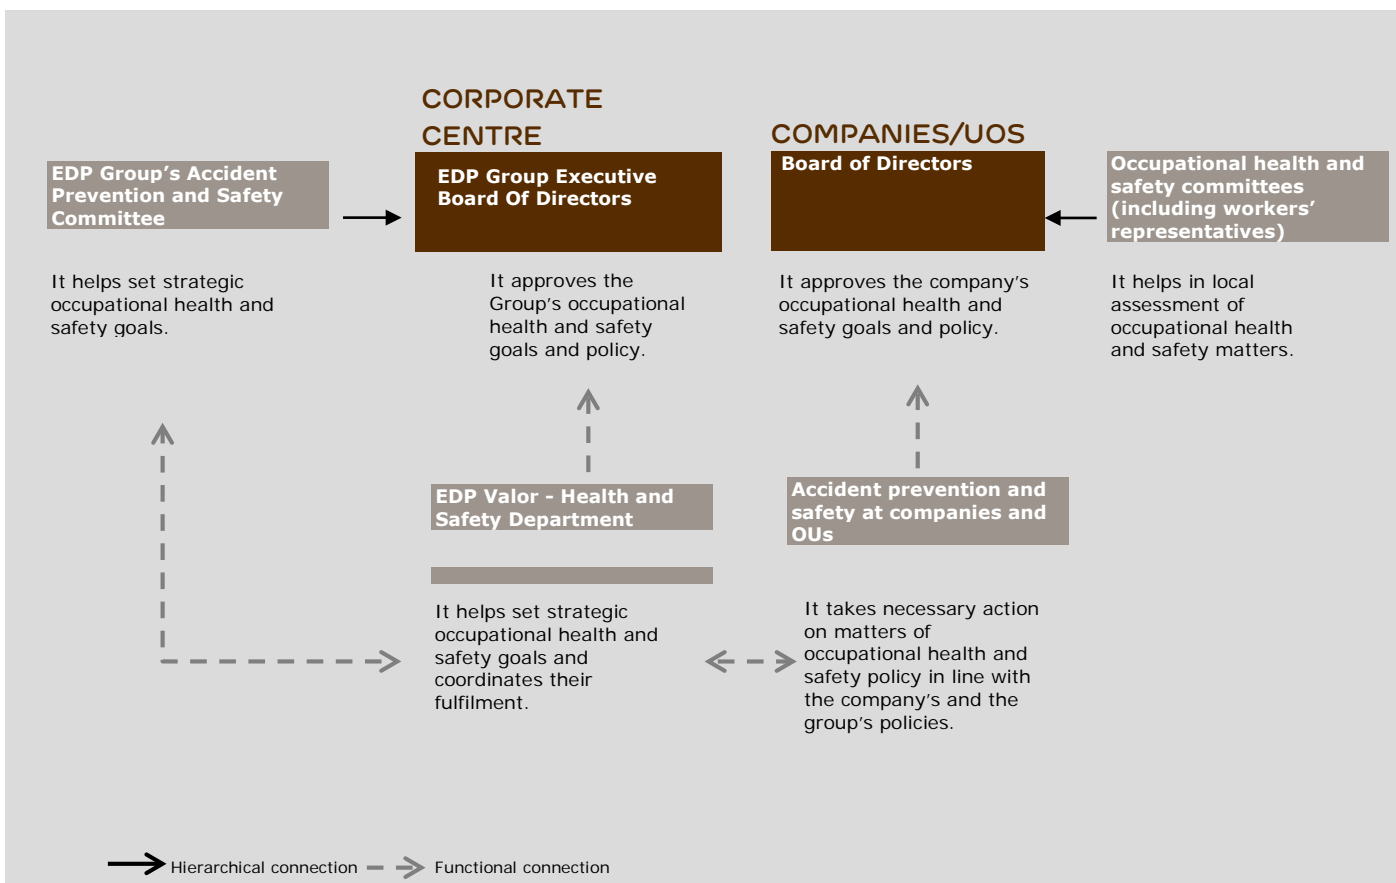 CORPORATE
CENTRE
COMPANIES/UOS
EDP Group’s Accident
Prevention and Safety
Committee
EDP Group Executive
Board Of Directors
Board of Directors
Occupational health and
safety committees
(including workers’
representatives)
It helps set strategic
occupational health and
safety goals.
It approves the
Group’s occupational
health and safety
goals and policy.
It approves the company’s
occupational health and
safety goals and policy.
It helps in local
assessment of
occupational health
and safety matters.
EDP Valor - Health and
Safety Department
Accident prevention and
safety at companies and
OUs
It helps set strategic
occupational health and
safety goals and
coordinates their
fulfilment.
It takes necessary action
on matters of
occupational health and
safety policy in line with
the company’s and the
group’s policies.
Hierarchical connection
Functional connection